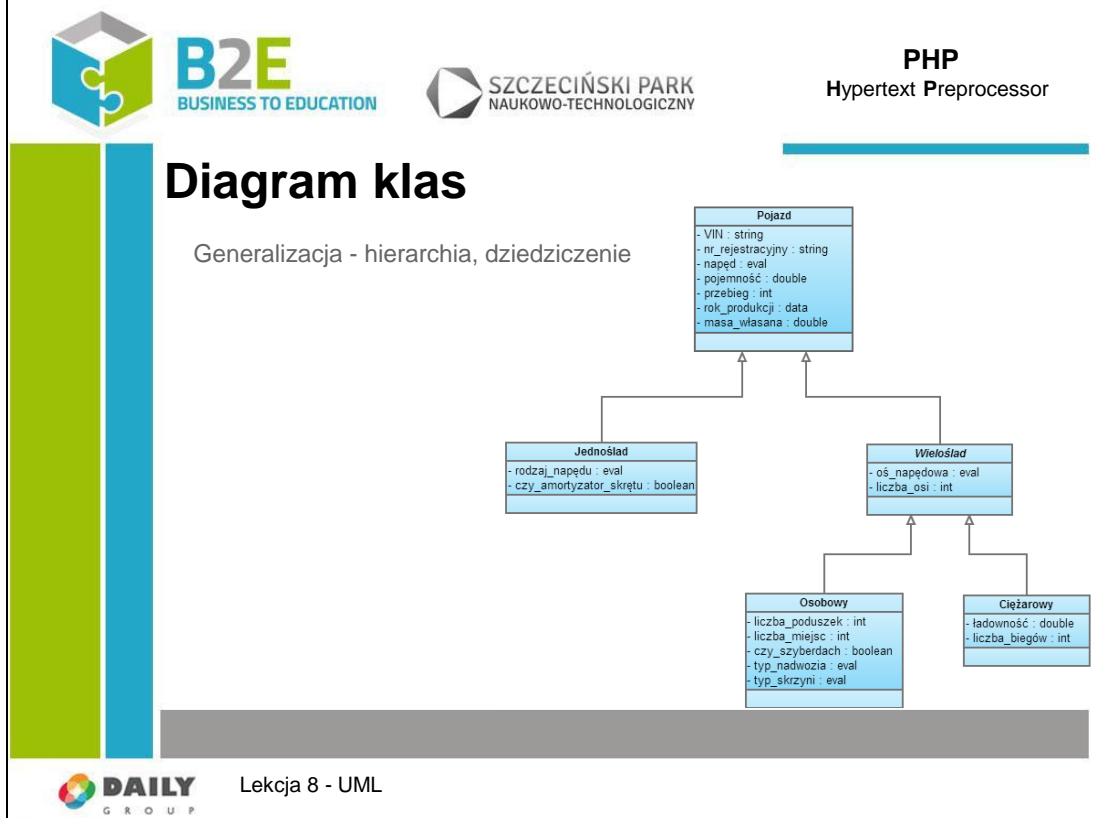 B2E
BUSINESS TO EDUCATION
SZCZECIŃSKI PARK
NAUKOWO-TECHNOLOGICZNY
PHP
Hypertext Preprocessor
Diagram klas
Generalizacja - hierarchia, dziedziczenie
Pojazd
- VIN : string
- nr_rejestracyjny : string
- napęd : eval
- pojemność : double
- przebieg : int
- rok_produkcji : data
- masa_własana : double
Jednoślad
- rodzaj_napędu : eval
- czy_amortyzator_skrętu : boolean
Wieloślad
- oś_napędowa : eval
- liczba_osi : int
Osobowy
- liczba_poduszek : int
- liczba_miejsc : int
- czy_szyberdach : boolean
- typ_nadwozia : eval
- typ_skrzyni : eval
Ciężarowy
- ładowność : double
- liczba_biegów : int
DAILY
GROUP
Lekcja 8 - UML